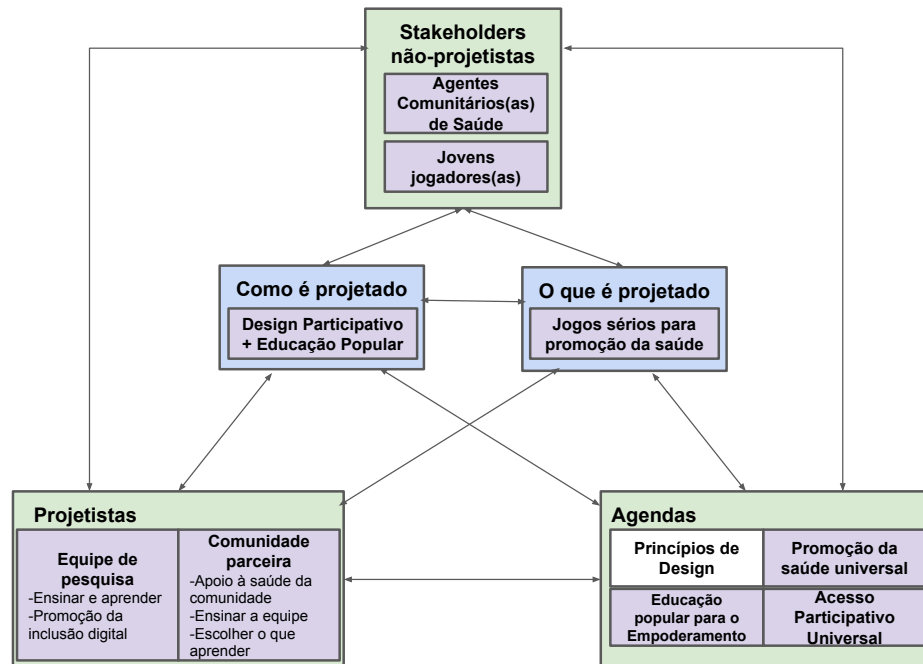 Stakeholders
não-projetistas
Agentes
Comunitários(as)
de Saúde
Jovens
jogadores(as)
Como é projetado
Design Participativo
+ Educação Popular
O que é projetado
Jogos sérios para
promoção da saúde
Projetistas
Equipe de
pesquisa
-Ensinar e aprender
-Promoção da
inclusão digital
Comunidade
parceira
-Apoio à saúde da
comunidade
-Ensinar a equipe
-Escolher o que
aprender
Agendas
Princípios de
Design
Promoção da
saúde universal
Educação
popular para o
Empoderamento
Acesso
Participativo
Universal